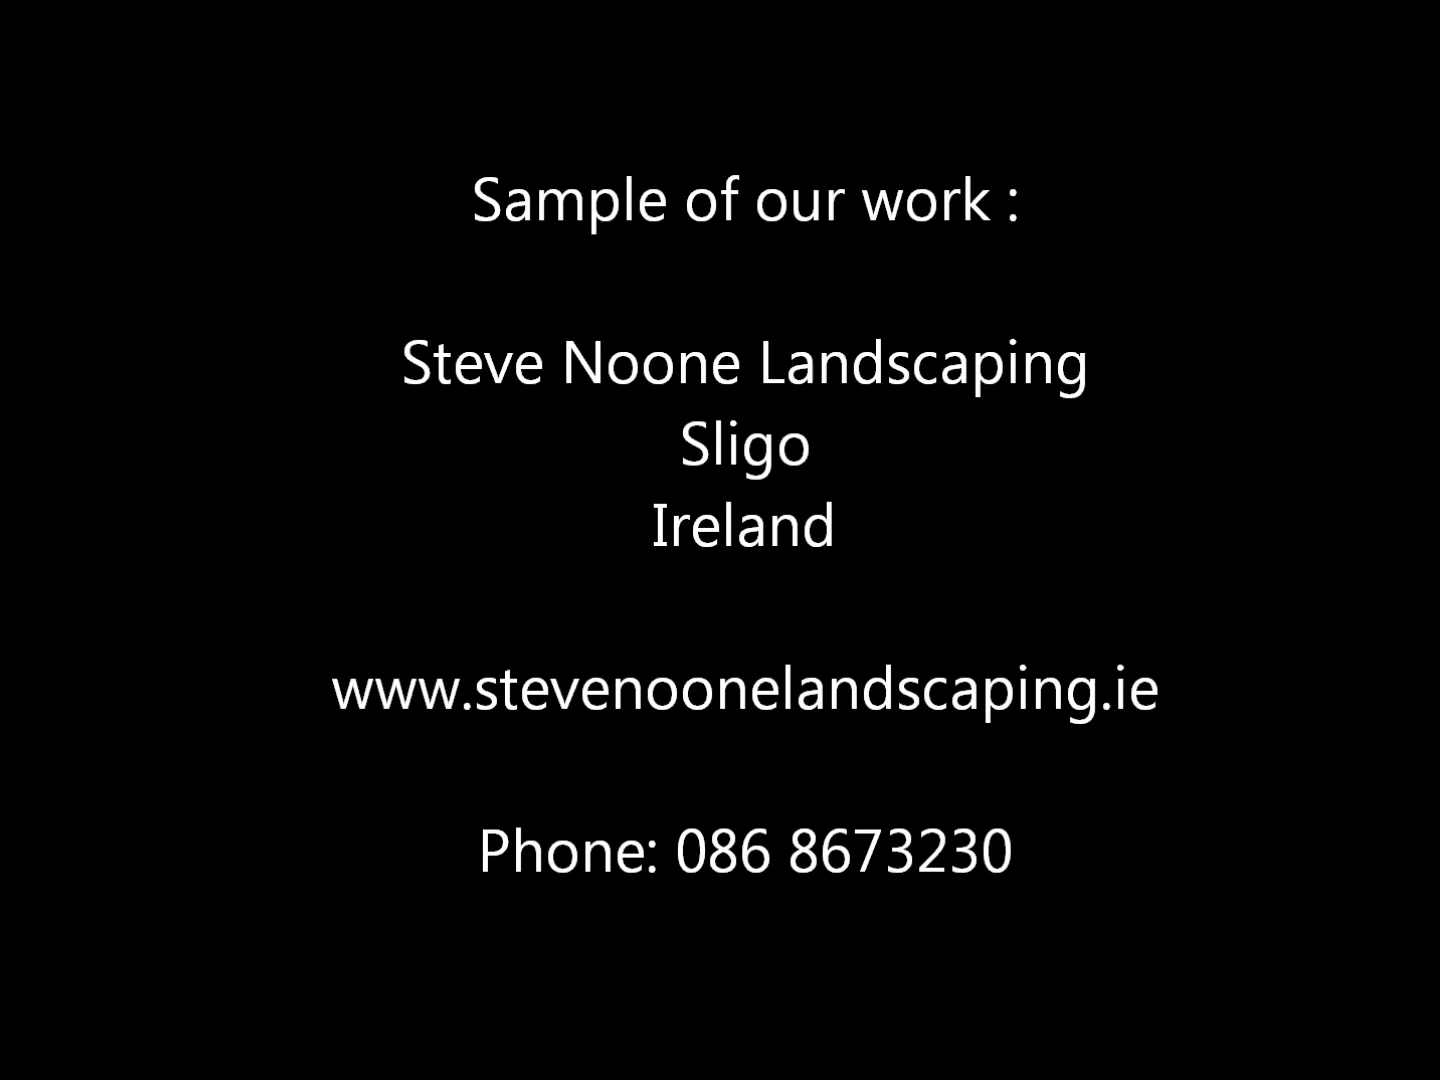 Sample of our work :
Steve Noone Landscaping
Sligo
Ireland
www.stevenoonelandscaping.ie
Phone: 086 8673230